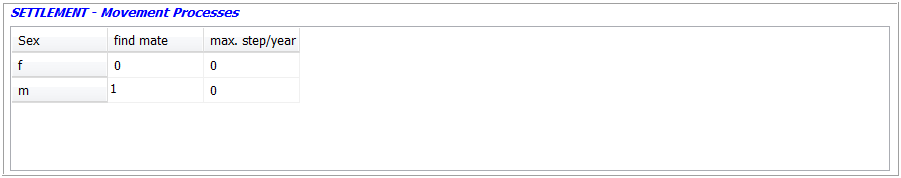 SETTLEMENT - Movement Processes
Sex find mate max. step/year
f 0 0
m 1 0